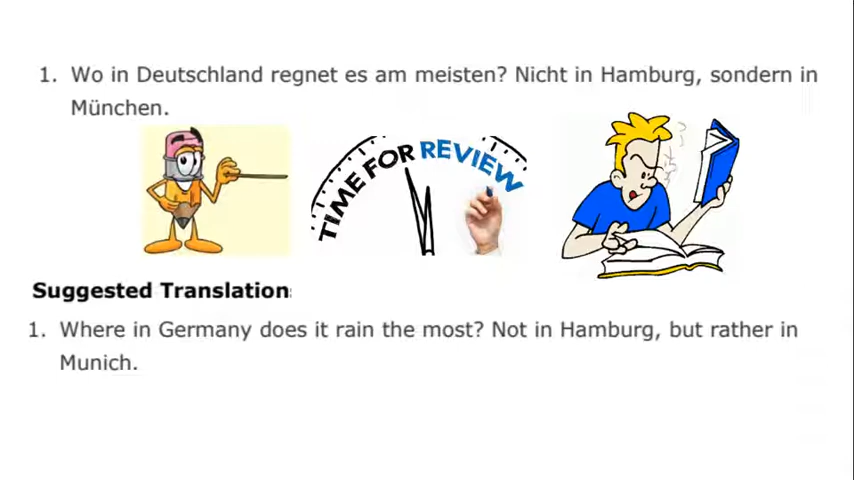 1. Wo in Deutschland regnet es am meisten? Nicht in Hamburg, sondern in
München.
TIME FOR REVIEW
Suggested Translation:
1. Where in Germany does it rain the most? Not in Hamburg, but rather in
Munich.